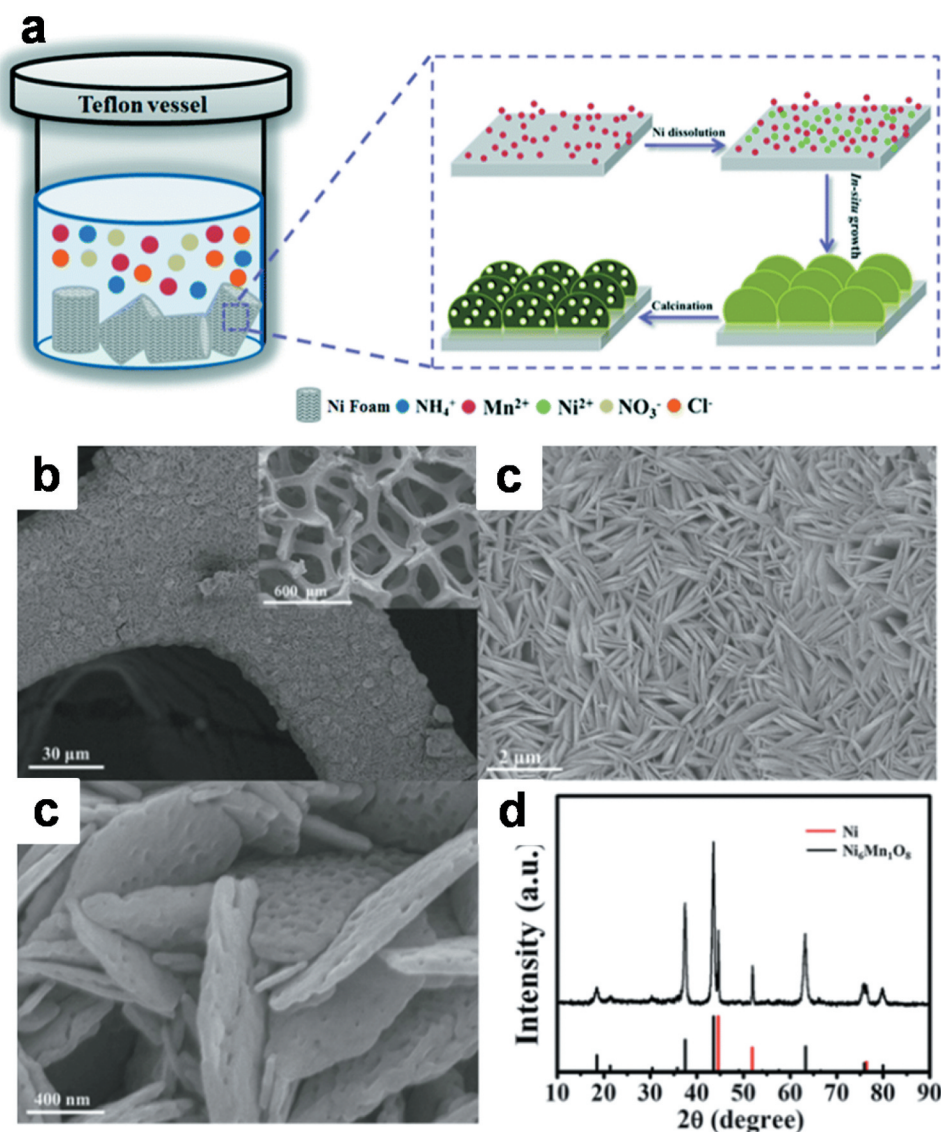 a
Teflon vessel
Ni dissolution
In-situ growth
Calcination
Ni Foam NH₄⁺ Mn²⁺ Ni²⁺ NO₃⁻ Cl⁻
b
600 μm
30 μm
c
2 μm
c
400 nm
d
Ni
Ni₆Mn₁O₈
Intensity (a.u.)
10 20 30 40 50 60 70 80 90
2θ (degree)